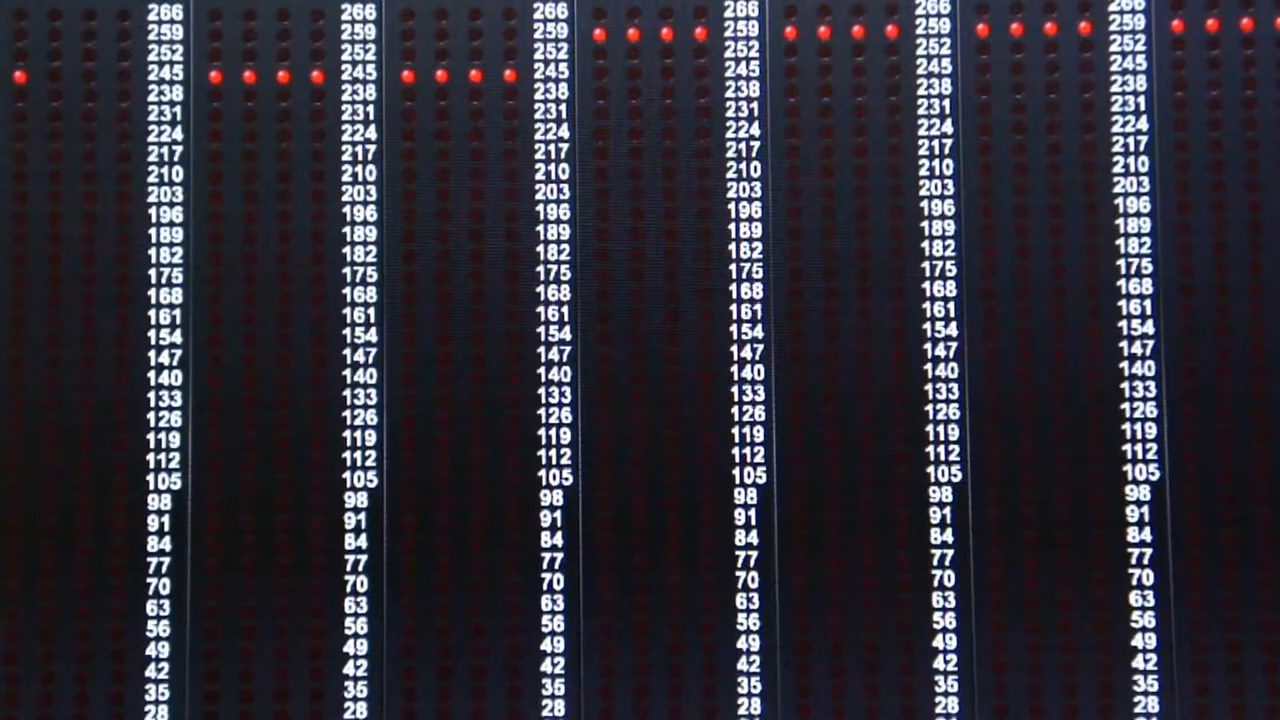 266 266 266 266 266 266
259 259 259 259 259 259
252 252 252 252 252 252
245 245 245 245 245 245
238 238 238 238 238 238
231 231 231 231 231 231
224 224 224 224 224 224
217 217 217 217 217 217
210 210 210 210 210 210
203 203 203 203 203 203
196 196 196 196 196 196
189 189 189 189 189 189
182 182 182 182 182 182
175 175 175 175 175 175
168 168 168 168 168 168
161 161 161 161 161 161
154 154 154 154 154 154
147 147 147 147 147 147
140 140 140 140 140 140
133 133 133 133 133 133
126 126 126 126 126 126
119 119 119 119 119 119
112 112 112 112 112 112
105 105 105 105 105 105
98 98 98 98 98 98
91 91 91 91 91 91
84 84 84 84 84 84
77 77 77 77 77 77
70 70 70 70 70 70
63 63 63 63 63 63
56 56 56 56 56 56
49 49 49 49 49 49
42 42 42 42 42 42
35 35 35 35 35 35
28 28 28 28 28 28